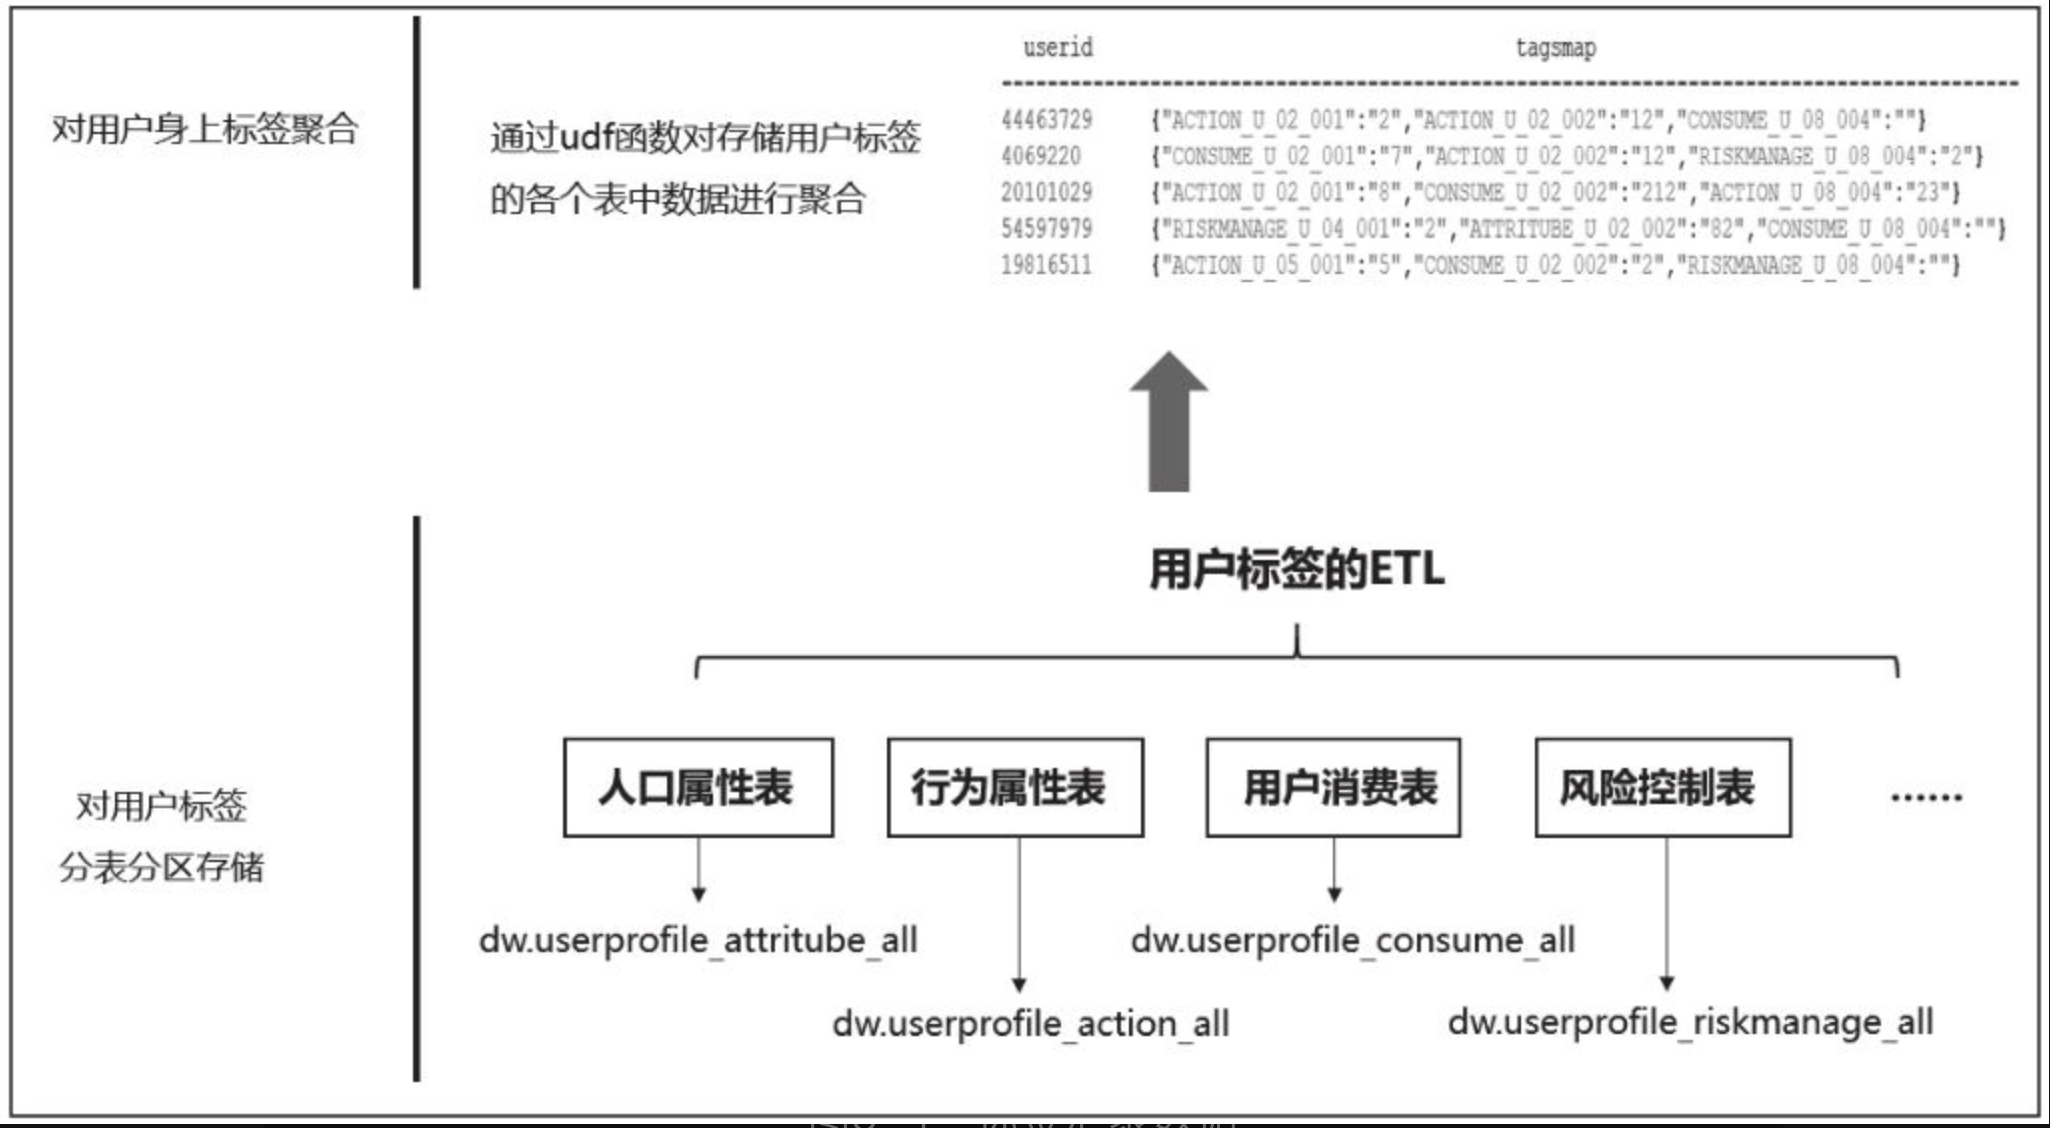 userid tagsmap
对用户身上标签聚合
通过udf函数对存储用户标签
的各个表中数据进行聚合
44463729 {"ACTION_U_02_001":"2","ACTION_U_02_002":"12","CONSUME_U_08_004":""}
4069220 {"CONSUME_U_02_001":"7","ACTION_U_02_002":"12","RISKMANAGE_U_08_004":"2"}
20101029 {"ACTION_U_02_001":"8","CONSUME_U_02_002":"212","ACTION_U_08_004":"23"}
54597979 {"RISKMANAGE_U_04_001":"2","ATTRITUBE_U_02_002":"82","CONSUME_U_08_004":""}
19816511 {"ACTION_U_05_001":"5","CONSUME_U_02_002":"2","RISKMANAGE_U_08_004":""}
用户标签的ETL
对用户标签
分表分区存储
人口属性表 行为属性表 用户消费表 风险控制表 ……
dw.userprofile_attritube_all dw.userprofile_consume_all
dw.userprofile_action_all dw.userprofile_riskmanage_all